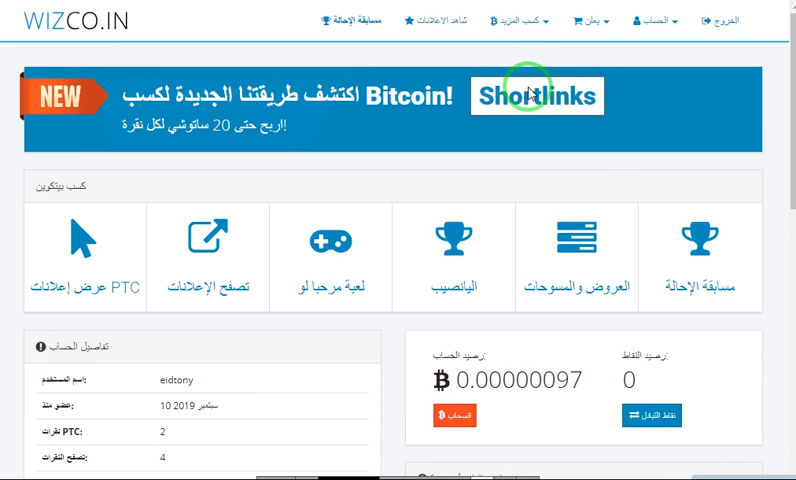 WIZCO.IN
مسابقة الإحالة
شاهد الاعلانات
كسب المزيد
يعلن
الحساب
الخروج
NEW
اكتشف طريقتنا الجديدة لكسب Bitcoin!
Shortlinks
اربح حتى 20 ساتوشي لكل نقرة!
كسب بيتكوين
PTC عرض إعلانات
تصفح الإعلانات
لعبة مرحبا لو
اليانصيب
العروض والمسوحات
مسابقة الإحالة
تفاصيل الحساب
اسم المستخدم:
eidtony
عضو منذ:
10 سبتمبر 2019
نقرات PTC:
2
تصفح النقرات:
4
رصيد الحساب:
0.00000097
انسحاب
رصيد النقاط:
0
نقاط التبادل